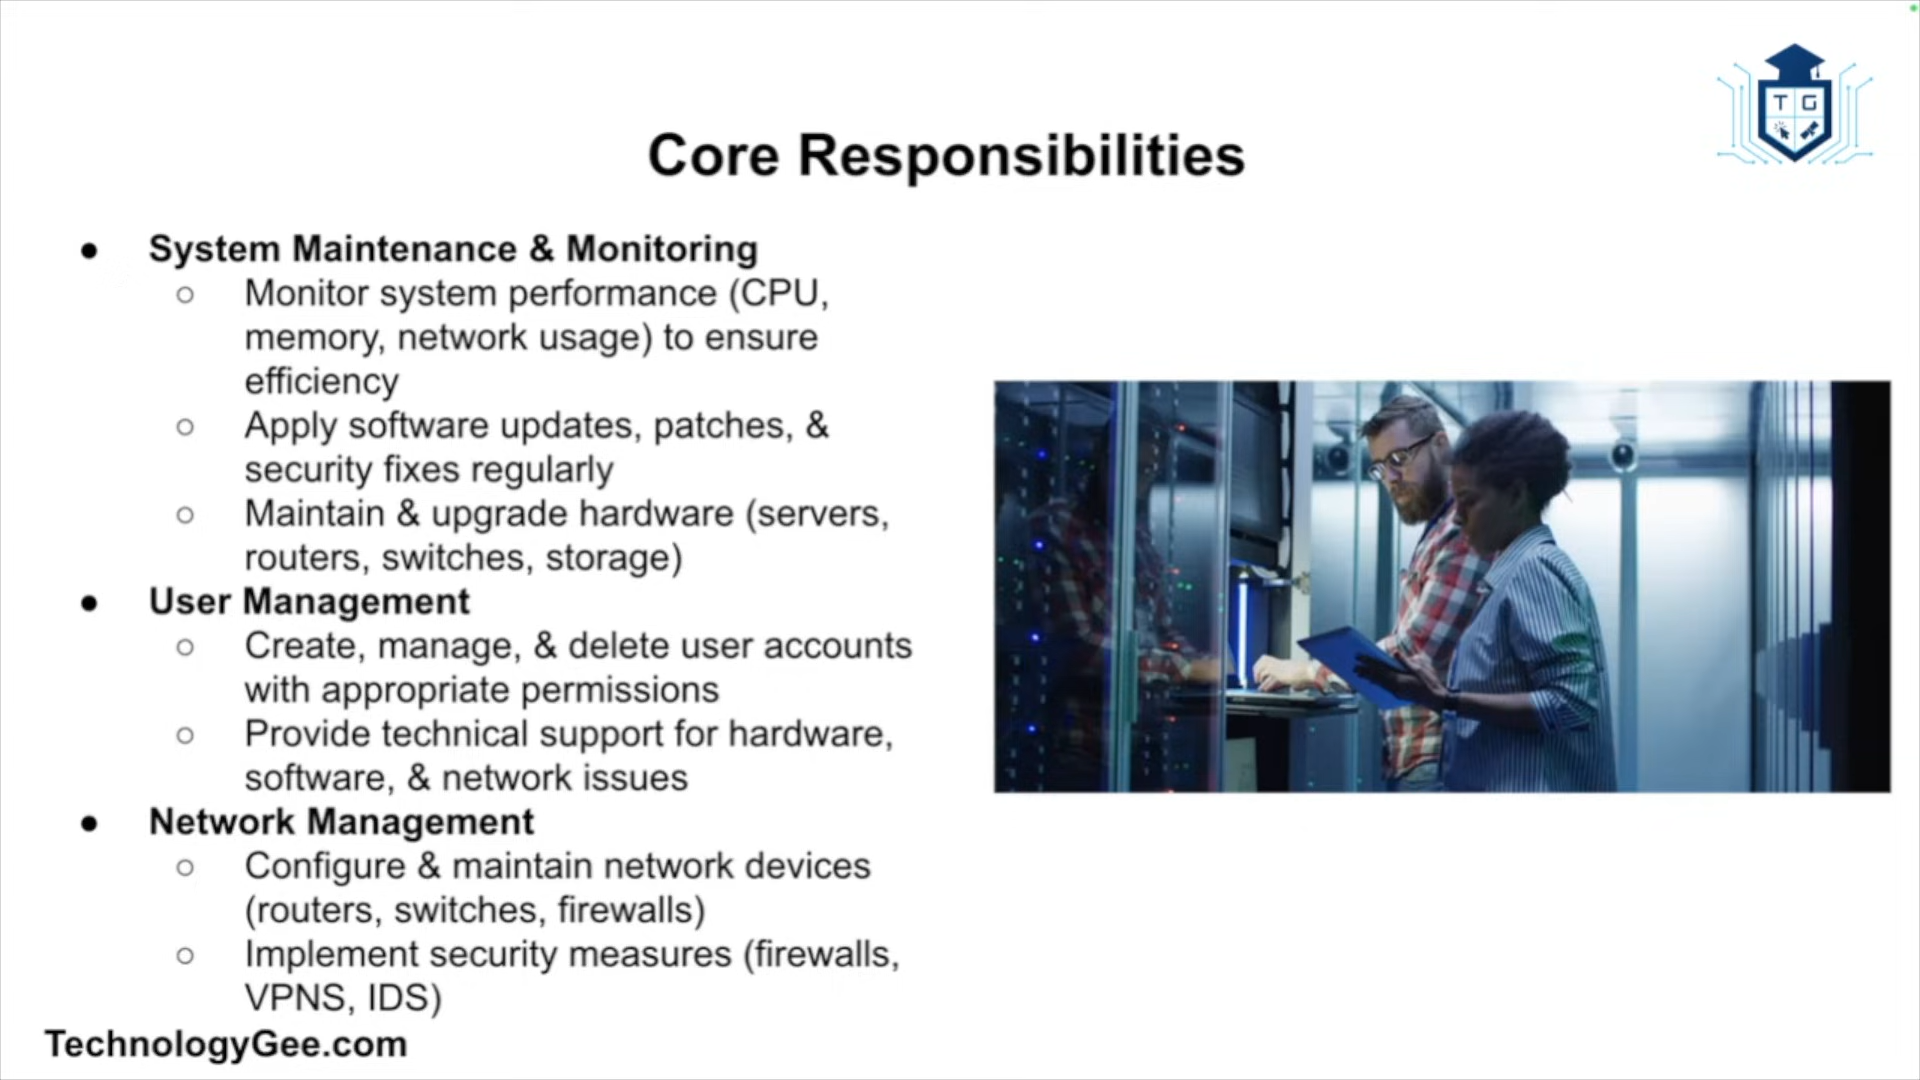 T G
Core Responsibilities
● System Maintenance & Monitoring
○ Monitor system performance (CPU,
memory, network usage) to ensure
efficiency
○ Apply software updates, patches, &
security fixes regularly
○ Maintain & upgrade hardware (servers,
routers, switches, storage)
● User Management
○ Create, manage, & delete user accounts
with appropriate permissions
○ Provide technical support for hardware,
software, & network issues
● Network Management
○ Configure & maintain network devices
(routers, switches, firewalls)
○ Implement security measures (firewalls,
VPNS, IDS)
TechnologyGee.com